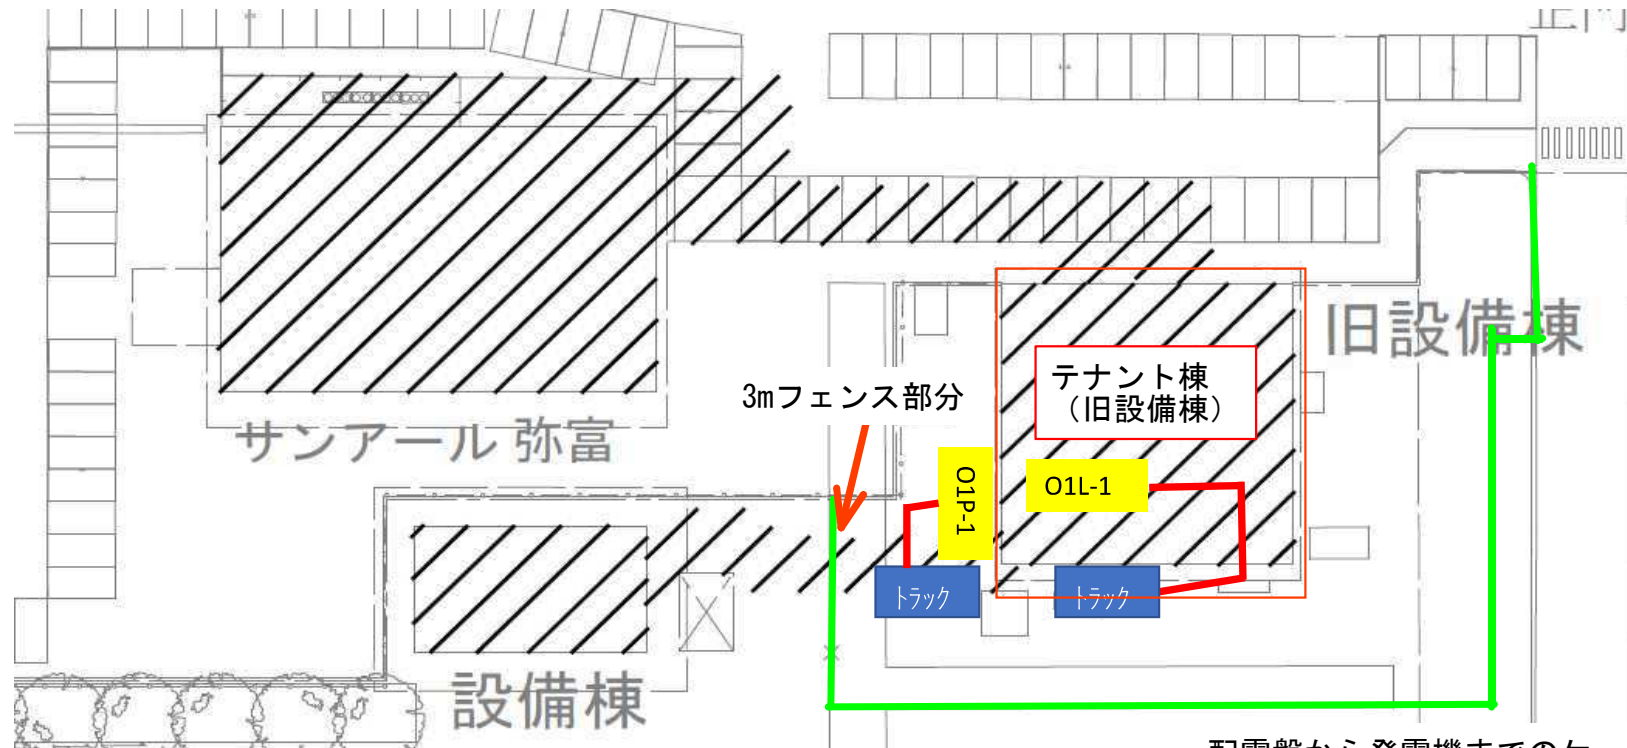 旧設備棟
テナント棟
（旧設備棟）
3mフェンス部分
サンアール弥富
O1P-1
O1L-1
トラック
トラック
設備棟